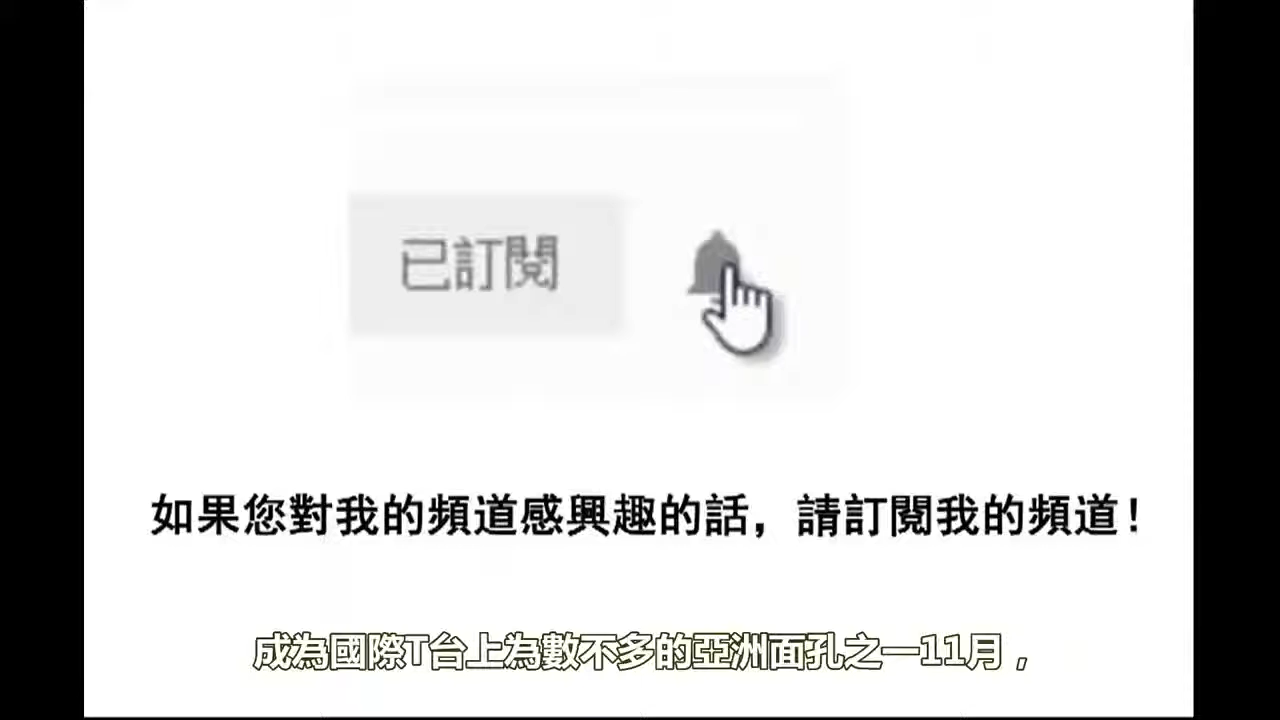 已訂閱
如果您對我的頻道感興趣的話，請訂閱我的頻道！
成為國際T台上為數不多的亞洲面孔之一11月，